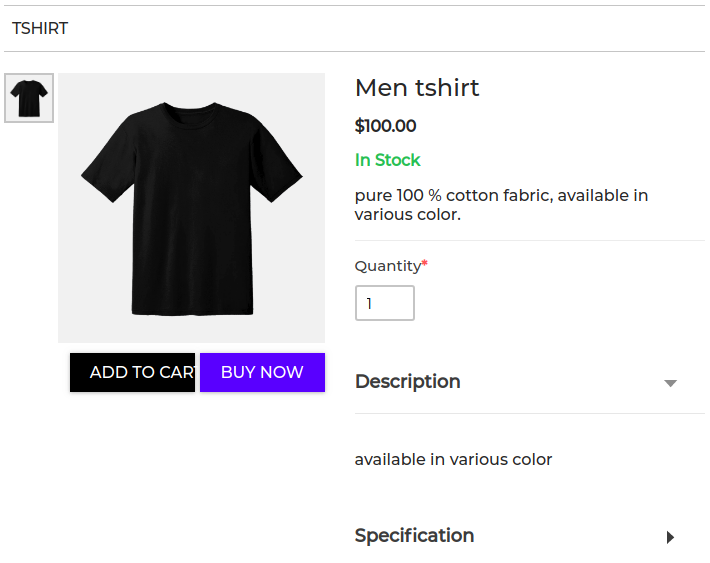 TSHIRT
Men tshirt
$100.00
In Stock
pure 100 % cotton fabric, available in
various color.
Quantity*
1
ADD TO CAR
BUY NOW
Description
available in various color
Specification